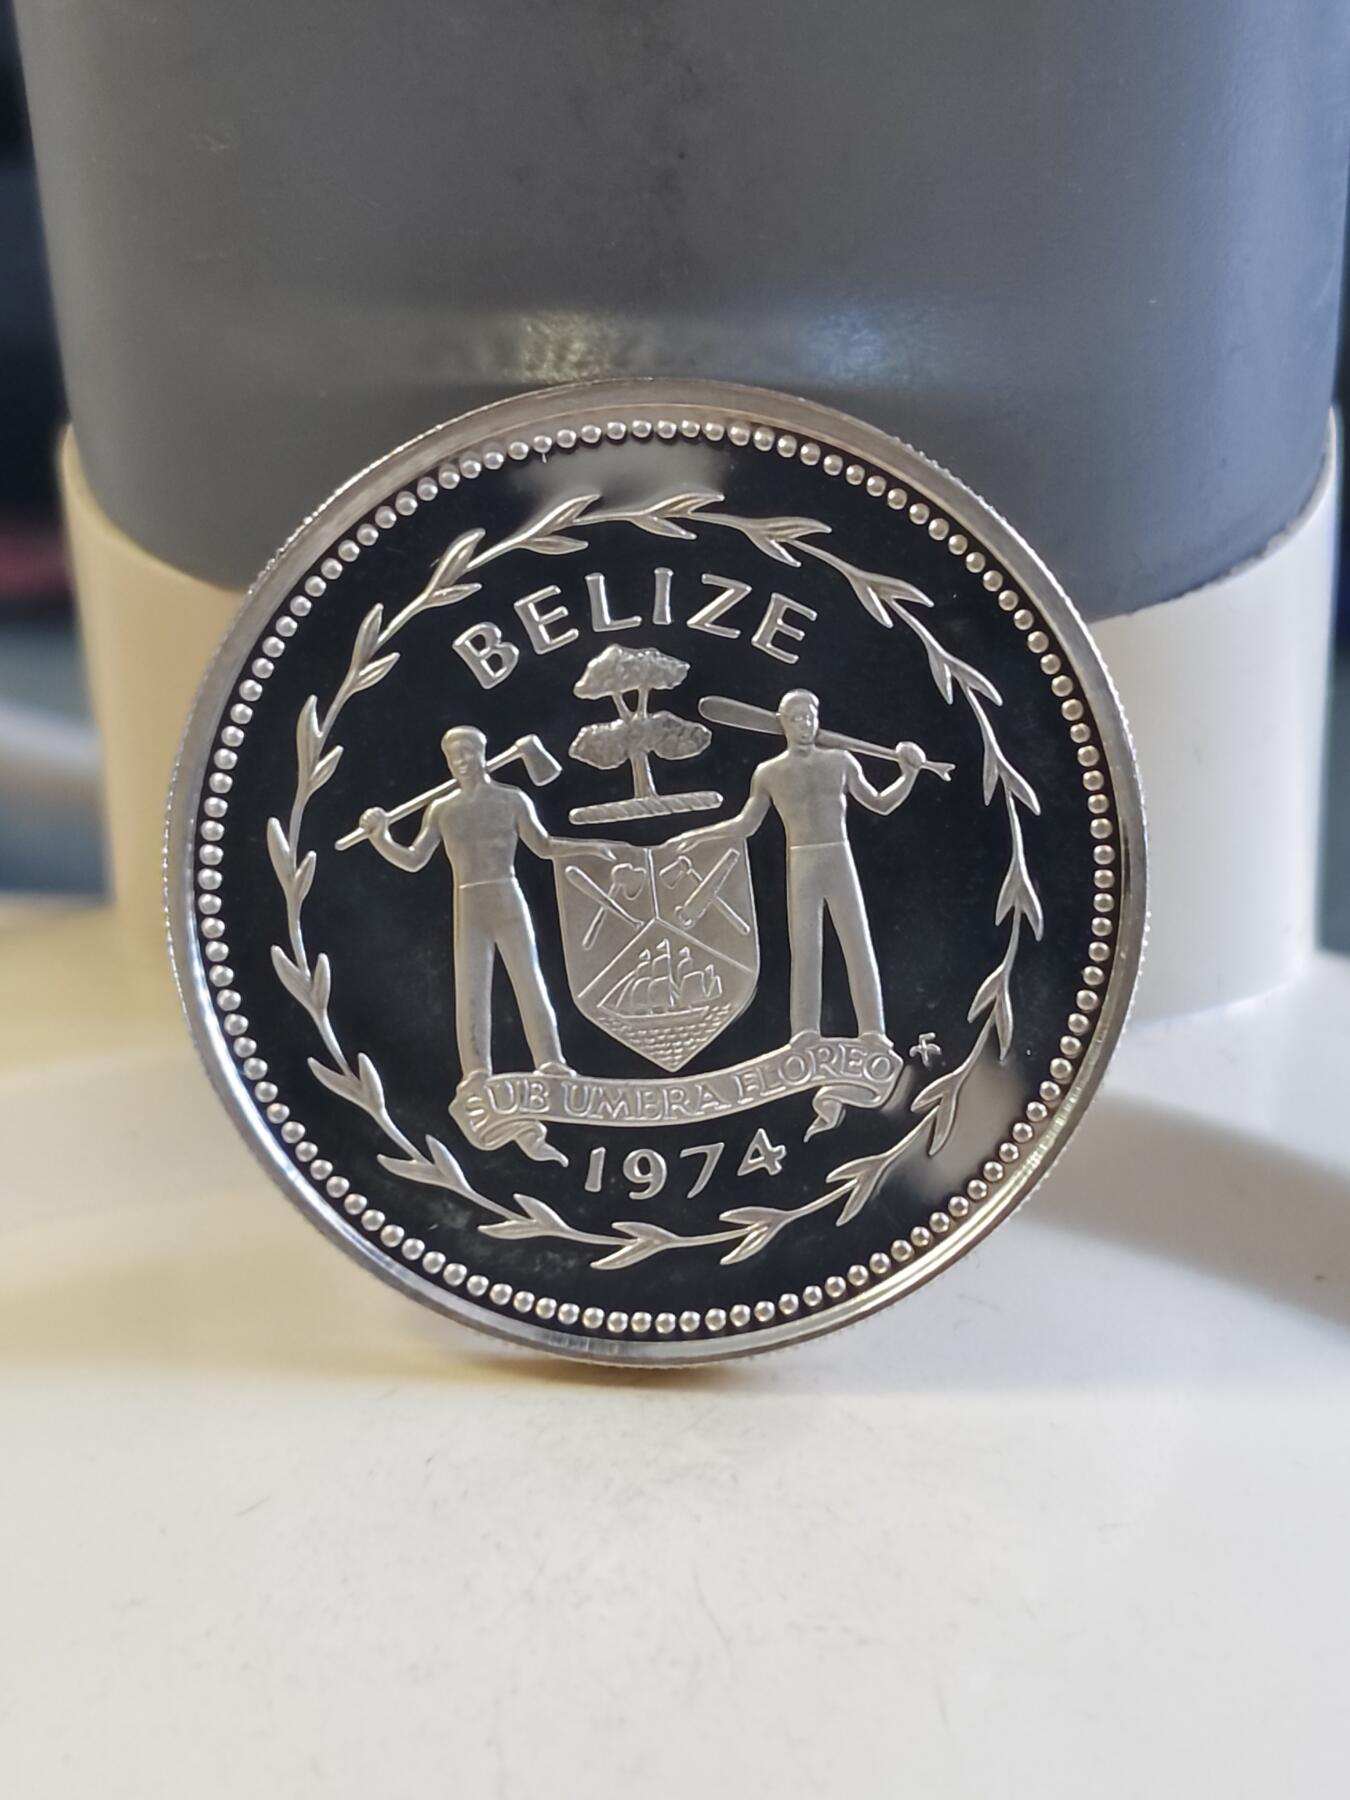 BELIZE
SUB UMBRA FLOREO
1974